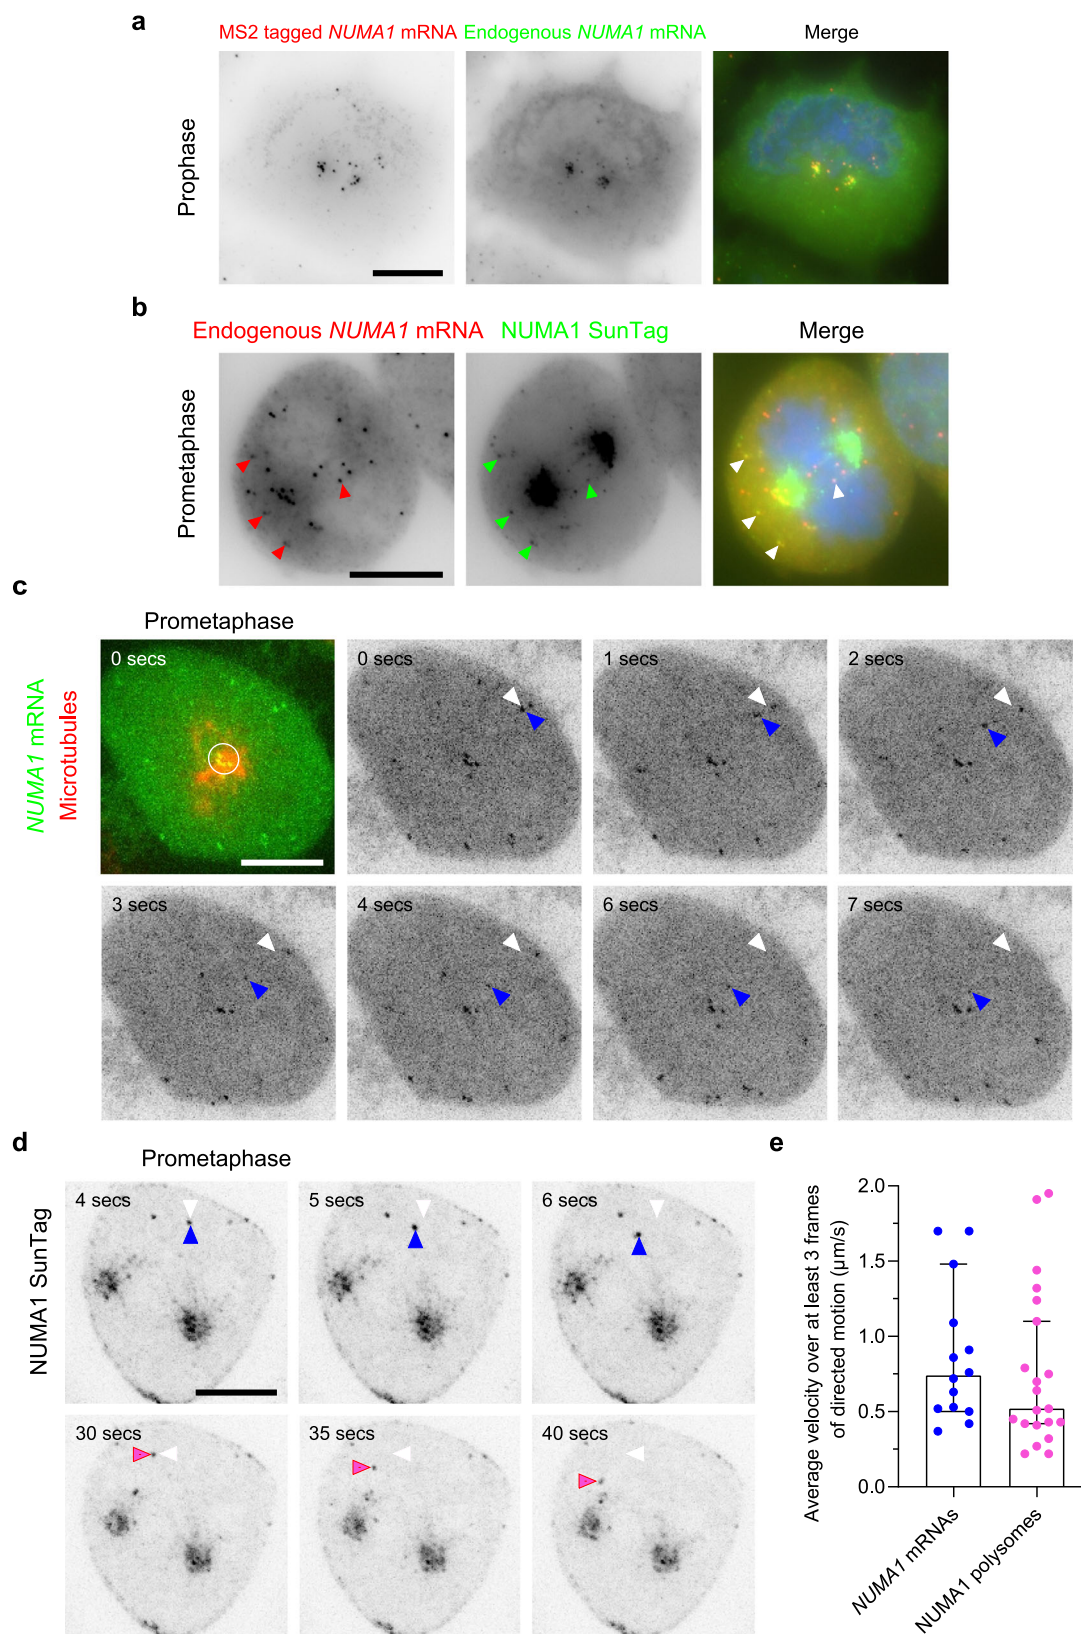 a
MS2 tagged NUMA1 mRNA Endogenous NUMA1 mRNA Merge
Prophase
b
Endogenous NUMA1 mRNA NUMA1 SunTag Merge
Prometaphase
c
Prometaphase
NUMA1 mRNA
Microtubules
0 secs 0 secs 1 secs 2 secs
3 secs 4 secs 6 secs 7 secs
d
Prometaphase
NUMA1 SunTag
4 secs 5 secs 6 secs
30 secs 35 secs 40 secs
e
Average velocity over at least 3 frames
of directed motion (μm/s)
2.0
1.5
1.0
0.5
0.0
NUMA1 mRNAs
NUMA1 polysomes